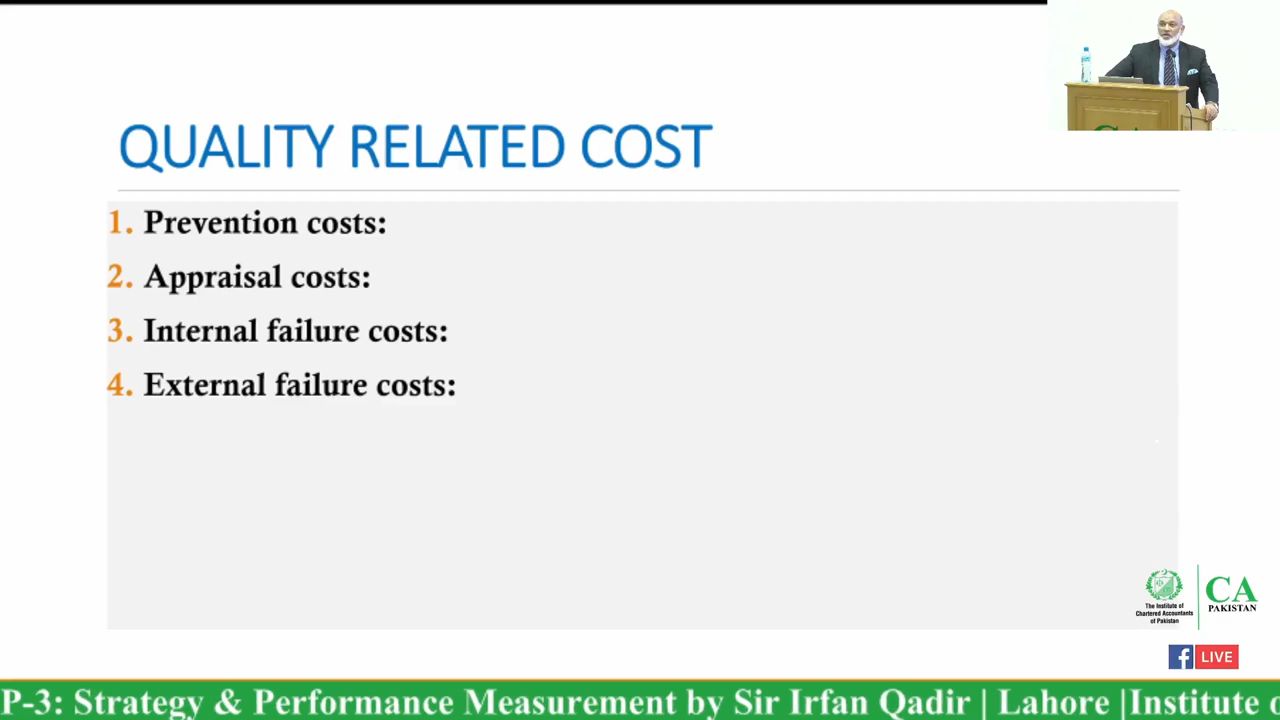 QUALITY RELATED COST
1. Prevention costs:
2. Appraisal costs:
3. Internal failure costs:
4. External failure costs:
The Institute of
Chartered Accountants
of Pakistan
CA
PAKISTAN
f LIVE
P-3: Strategy & Performance Measurement by Sir Irfan Qadir | Lahore |Institute